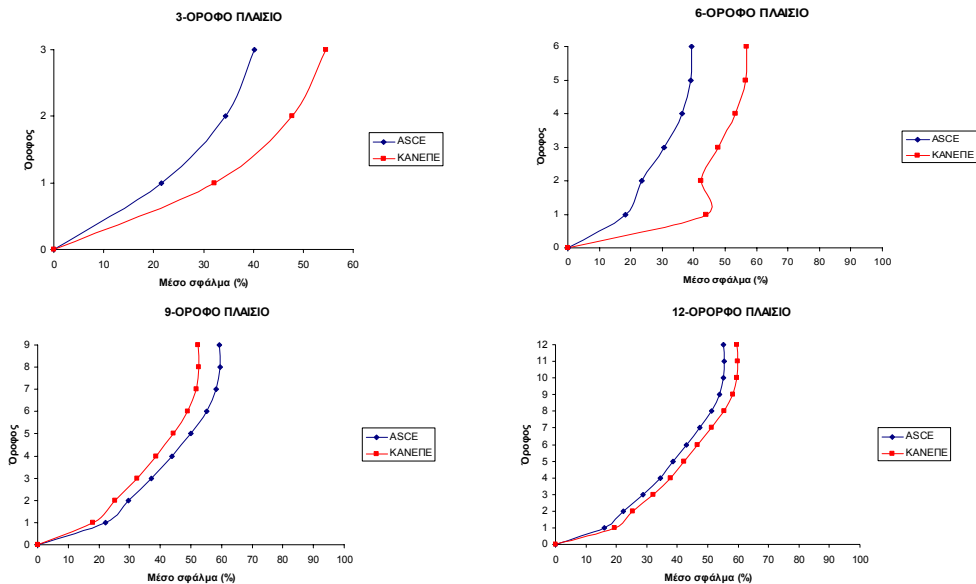 3-ΟΡΟΦΟ ΠΛΑΙΣΙΟ
3
2
1
0
Όροφος
0 10 20 30 40 50 60
Μέσο σφάλμα (%)
ASCE
ΚΑΝΕΠΕ
6-ΟΡΟΦΟ ΠΛΑΙΣΙΟ
6
5
4
3
2
1
0
Όροφος
0 10 20 30 40 50 60 70 80 90 100
Μέσο σφάλμα (%)
ASCE
ΚΑΝΕΠΕ
9-ΟΡΟΦΟ ΠΛΑΙΣΙΟ
9
8
7
6
5
4
3
2
1
0
Όροφος
0 10 20 30 40 50 60 70 80 90 100
Μέσο σφάλμα (%)
ASCE
ΚΑΝΕΠΕ
12-ΟΡΟΡΦΟ ΠΛΑΙΣΙΟ
12
11
10
9
8
7
6
5
4
3
2
1
0
Όροφος
0 10 20 30 40 50 60 70 80 90 100
Μέσο σφάλμα (%)
ASCE
ΚΑΝΕΠΕ